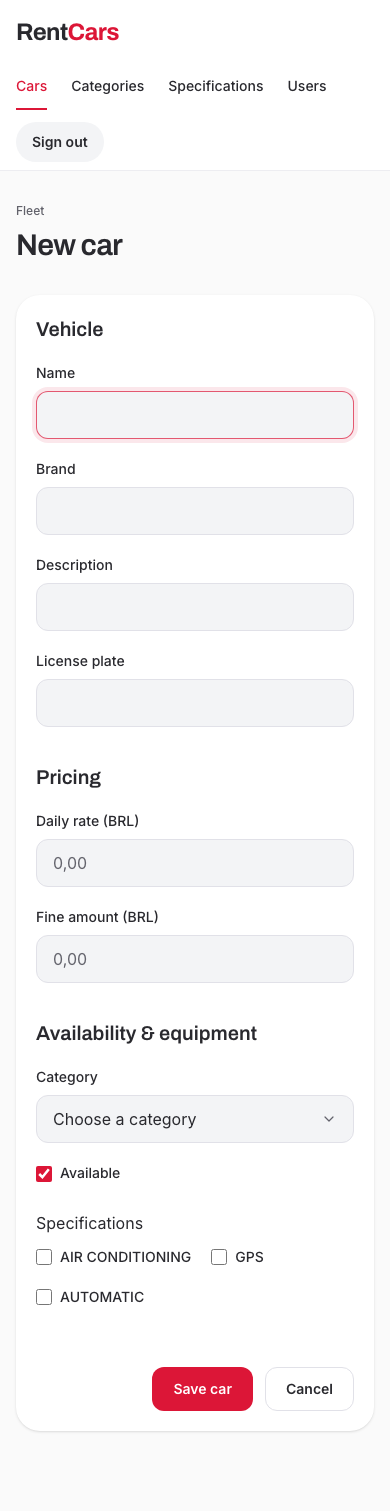 RentCars
Cars Categories Specifications Users
Sign out
Fleet
New car
Vehicle
Name
Brand
Description
License plate
Pricing
Daily rate (BRL)
0,00
Fine amount (BRL)
0,00
Availability & equipment
Category
Choose a category
Available
Specifications
AIR CONDITIONING GPS
AUTOMATIC
Save car Cancel